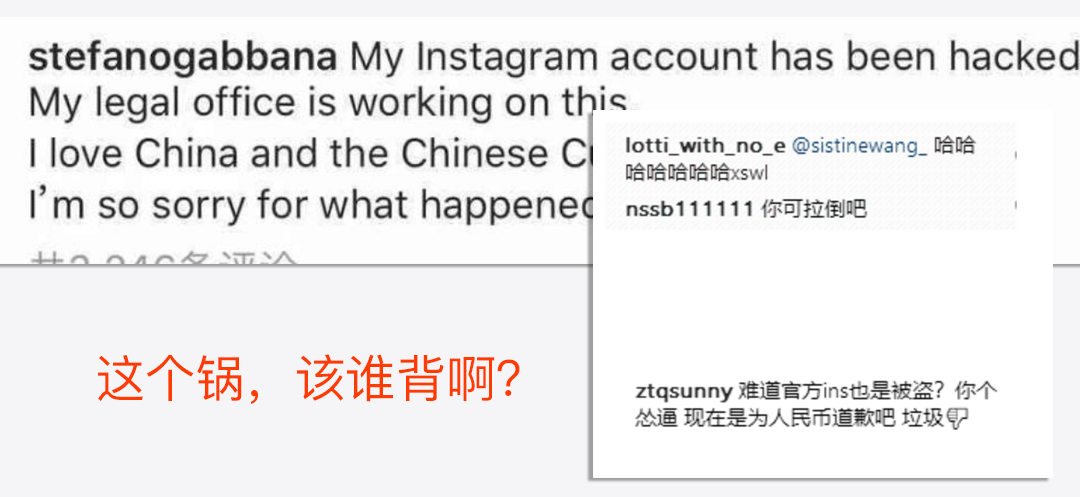 stefanogabbana My Instagram account has been hacked
My legal office is working on this.
I love China and the Chinese
I'm so sorry for what happened
lotti_with_no_e @sistinewang_ 哈哈
哈哈哈哈哈哈xswl
nssb111111 你可拉倒吧
这个锅，该谁背啊？
ztqsunny 难道官方ins也是被盗？你个
怂逼 现在是为人民币道歉吧 垃圾👎